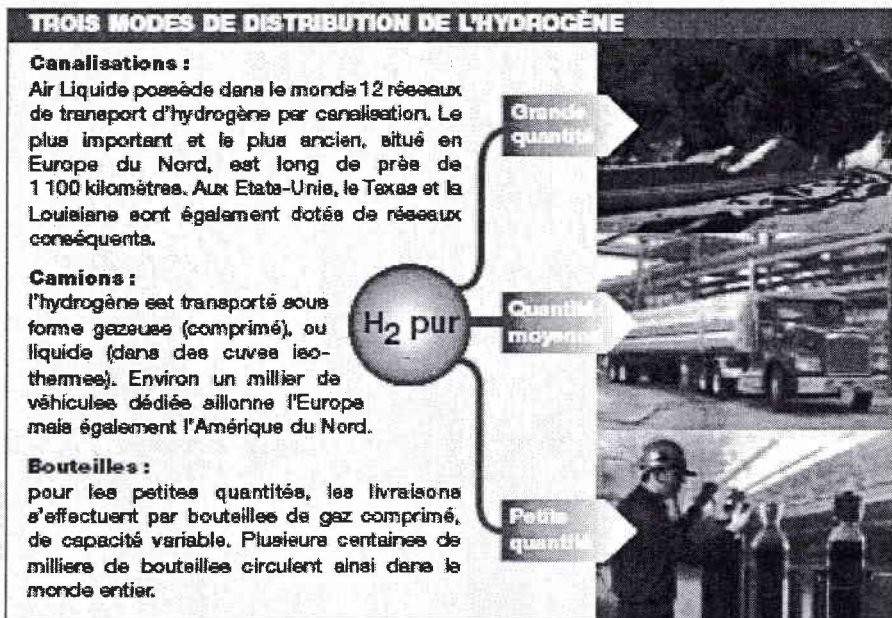 TROIS MODES DE DISTRIBUTION DE L'HYDROGÈNE
Canalisations :
Air Liquide possède dans le monde 12 réseaux
de transport d'hydrogène par canalisation. Le
plus important et le plus ancien, situé en
Europe du Nord, est long de près de
1 100 kilomètres. Aux Etats-Unis, le Texas et la
Louisiane sont également dotés de réseaux
conséquents.
Camions :
l'hydrogène est transporté sous
forme gazeuse (comprimé), ou
liquide (dans des cuves iso-
thermes). Environ un millier de
véhicules dédiés sillonne l'Europe
mais également l'Amérique du Nord.
Bouteilles :
pour les petites quantités, les livraisons
s'effectuent par bouteilles de gaz comprimé,
de capacité variable. Plusieurs centaines de
milliers de bouteilles circulent ainsi dans le
monde entier.
H2 pur
Grande
quantité
Quantité
moyenne
Petite
quantité